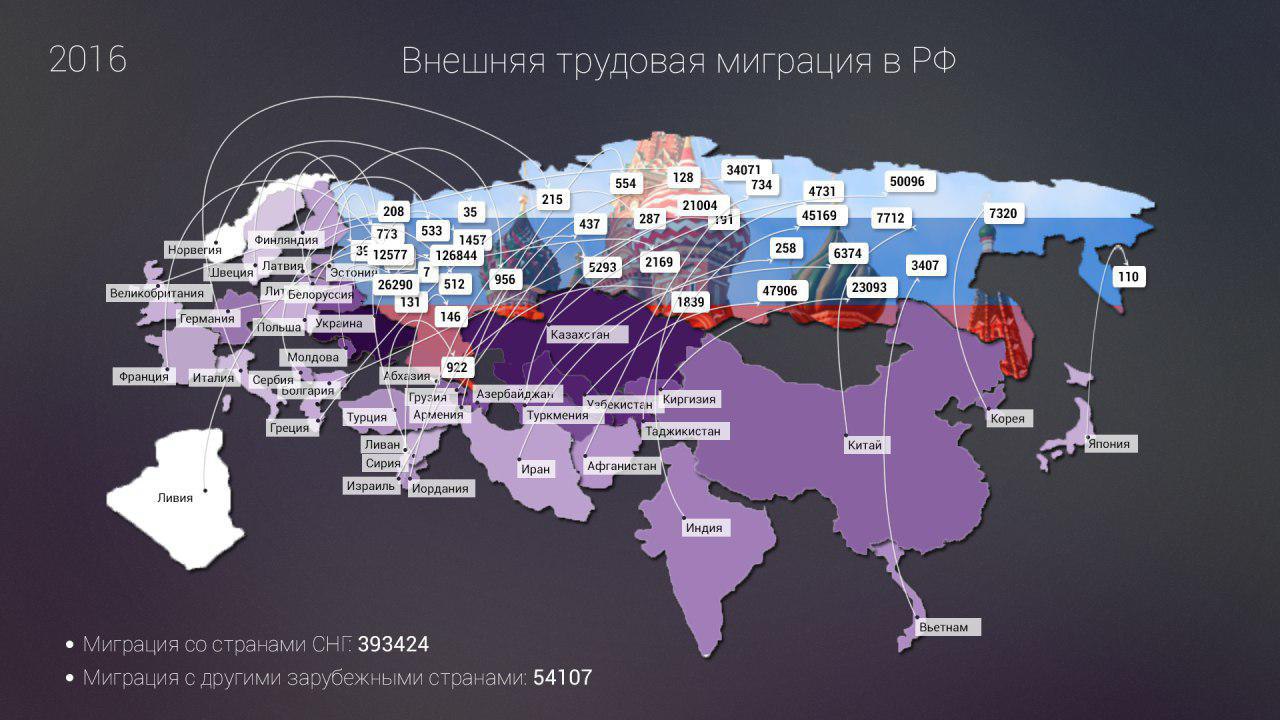 2016
Внешняя трудовая миграция в РФ
34071
128
554
734
50096
4731
215
208
35
21004
287
45169
7712
7320
437
773
533
1457
12577
126844
258
6374
5293
2169
3407
7
956
110
26290
512
47906
23093
131
1839
146
922
Норвегия
Финляндия
Швеция
Латвия
Эстония
Великобритания
Белоруссия
Германия
Польша
Украина
Казахстан
Молдова
Франция
Италия
Сербия
Абхазия
Болгария
Грузия
Азербайджан
Узбекистан
Киргизия
Турция
Армения
Туркмения
Греция
Таджикистан
Корея
Ливан
Китай
Япония
Сирия
Иран
Афганистан
Израиль
Иордания
Ливия
Индия
Вьетнам
Миграция со странами СНГ: 393424
Миграция с другими зарубежными странами: 54107